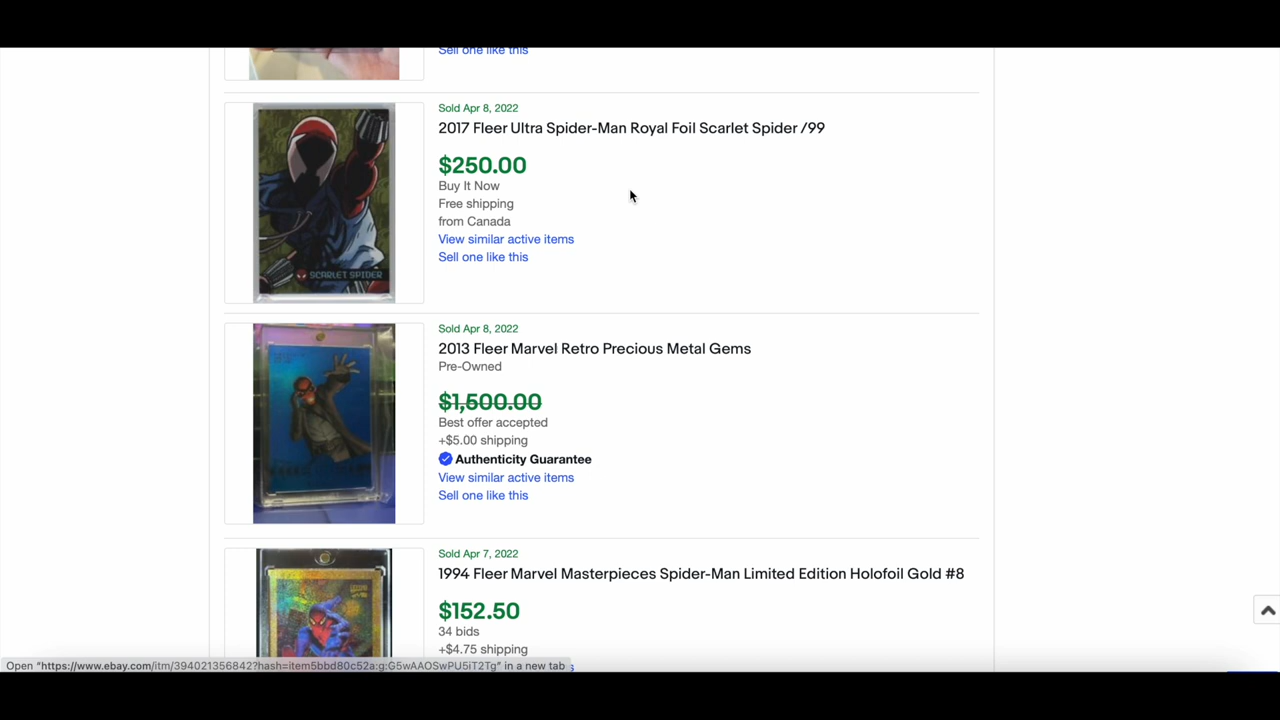 Sell one like this
Sold Apr 8, 2022
2017 Fleer Ultra Spider-Man Royal Foil Scarlet Spider /99
$250.00
Buy It Now
Free shipping
from Canada
View similar active items
Sell one like this
SCARLET SPIDER
Sold Apr 8, 2022
2013 Fleer Marvel Retro Precious Metal Gems
Pre-Owned
$1,500.00
Best offer accepted
+$5.00 shipping
Authenticity Guarantee
View similar active items
Sell one like this
Sold Apr 7, 2022
1994 Fleer Marvel Masterpieces Spider-Man Limited Edition Holofoil Gold #8
$152.50
34 bids
+$4.75 shipping
Open “https://www.ebay.com/itm/394021356842?hash=item5bbd80c52a:g:G5wAAOSwPU5iT2Tg” in a new tab